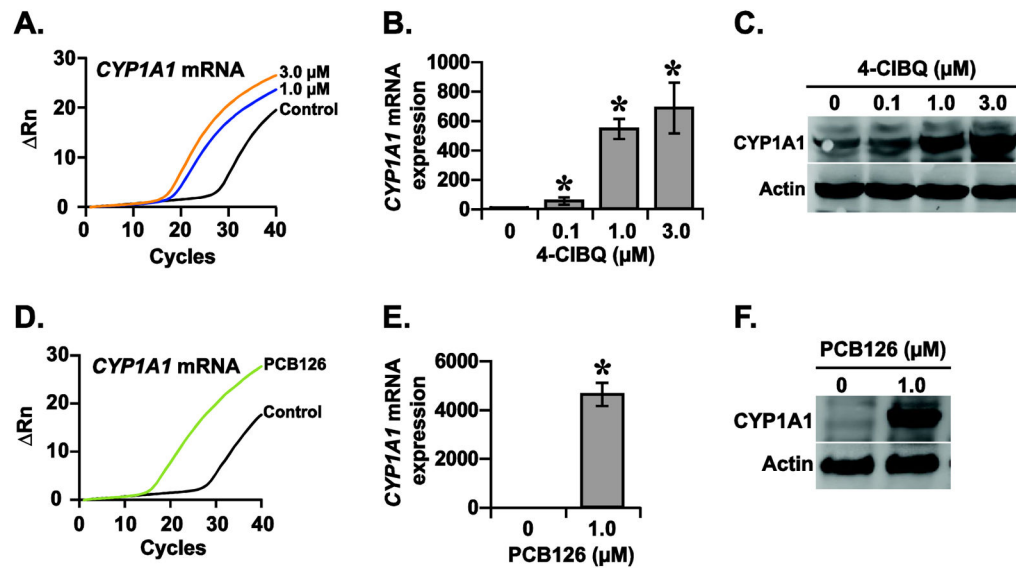 A.
CYP1A1 mRNA
ΔRn
30
20
10
0
0 10 20 30 40
Cycles
3.0 µM
1.0 µM
Control
B.
CYP1A1 mRNA
expression
1000
800
600
400
200
0
* * *
0 0.1 1.0 3.0
4-ClBQ (µM)
C.
4-ClBQ (µM)
0 0.1 1.0 3.0
CYP1A1
Actin
D.
CYP1A1 mRNA
ΔRn
30
20
10
0
0 10 20 30 40
Cycles
PCB126
Control
E.
CYP1A1 mRNA
expression
6000
4000
2000
0
*
0 1.0
PCB126 (µM)
F.
PCB126 (µM)
0 1.0
CYP1A1
Actin